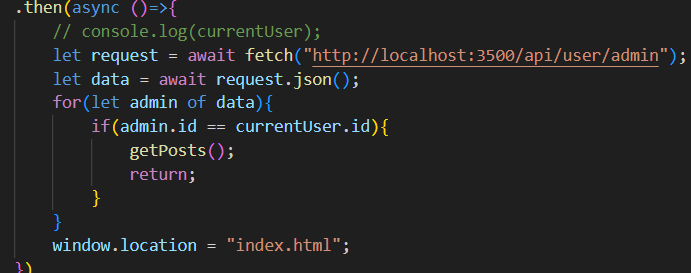 .then(async ()=>{
// console.log(currentUser);
let request = await fetch("http://localhost:3500/api/user/admin");
let data = await request.json();
for(let admin of data){
if(admin.id == currentUser.id){
getPosts();
return;
}
}
window.location = "index.html";
})